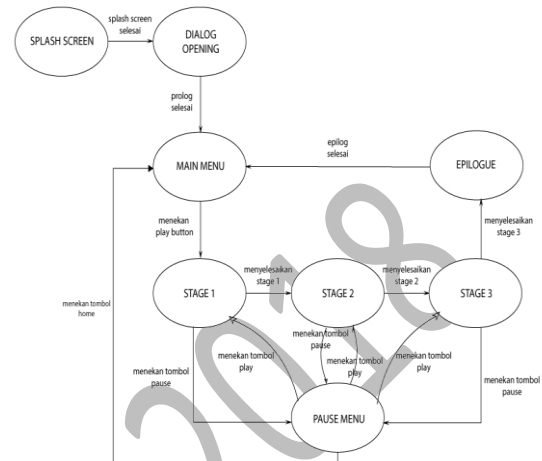 splash screen
selesai
SPLASH SCREEN
DIALOG
OPENING
prolog
selesai
epilog
selesai
MAIN MENU
EPILOGUE
menekan
play button
menyelesaikan
stage 3
menyelesaikan
stage 1
menyelesaikan
stage 2
STAGE 1
STAGE 2
STAGE 3
menekan tombol
home
menekan tombol
pause
menekan tombol
play
menekan tombol
play
menekan tombol
play
menekan tombol
pause
menekan tombol
pause
PAUSE MENU
2018